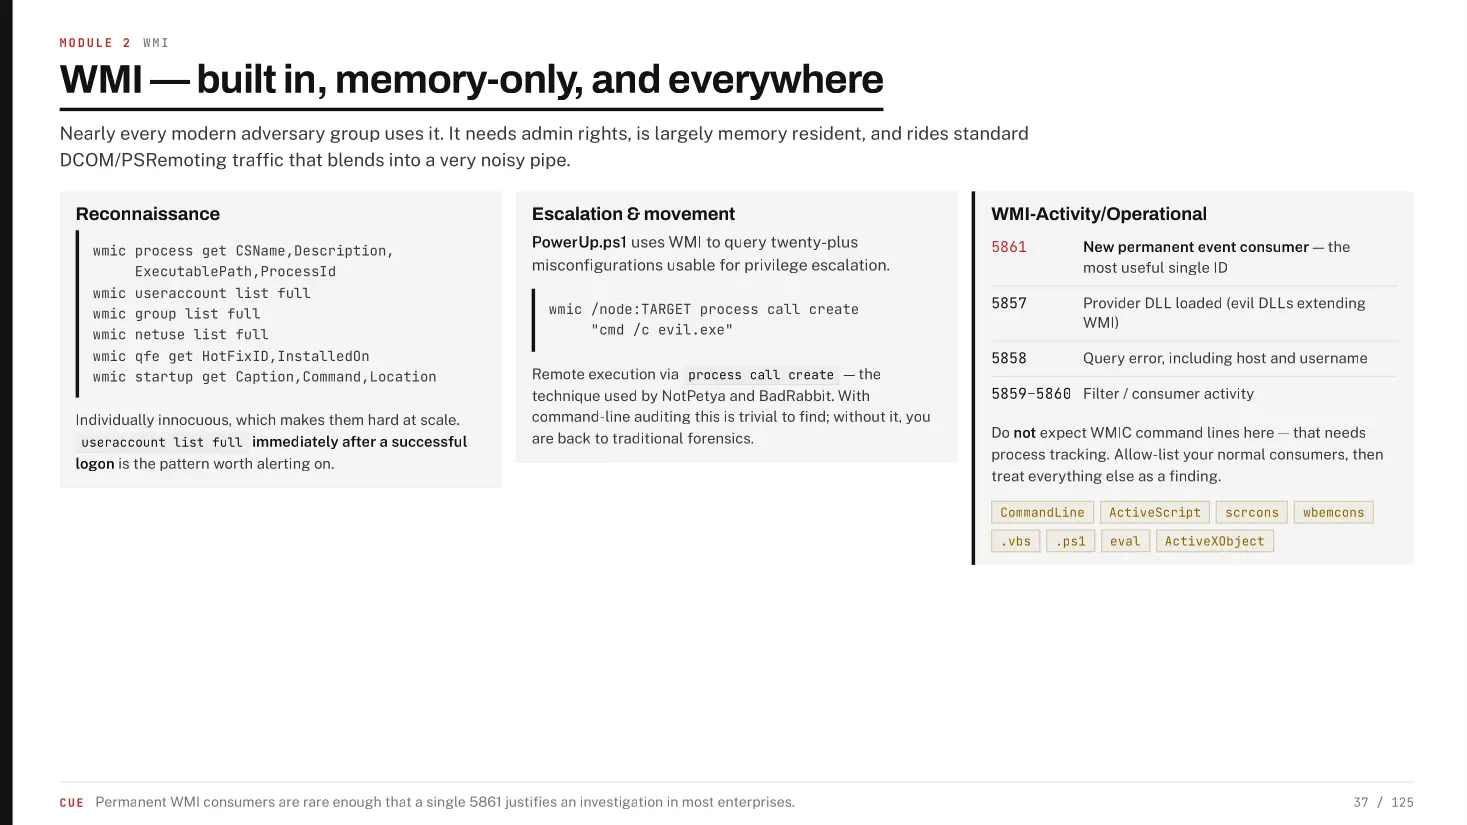 MODULE 2 WMI
WMI — built in, memory-only, and everywhere
Nearly every modern adversary group uses it. It needs admin rights, is largely memory resident, and rides standard
DCOM/PSRemoting traffic that blends into a very noisy pipe.
Reconnaissance
wmic process get CSName,Description,
ExecutablePath,ProcessId
wmic useraccount list full
wmic group list full
wmic netuse list full
wmic qfe get HotFixID,InstalledOn
wmic startup get Caption,Command,Location
Individually innocuous, which makes them hard at scale.
useraccount list full immediately after a successful
logon is the pattern worth alerting on.
Escalation & movement
PowerUp.ps1 uses WMI to query twenty-plus
misconfigurations usable for privilege escalation.
wmic /node:TARGET process call create
"cmd /c evil.exe"
Remote execution via process call create — the
technique used by NotPetya and BadRabbit. With
command-line auditing this is trivial to find; without it, you
are back to traditional forensics.
WMI-Activity/Operational
5861 New permanent event consumer — the
most useful single ID
5857 Provider DLL loaded (evil DLLs extending
WMI)
5858 Query error, including host and username
5859–5860 Filter / consumer activity
Do not expect WMIC command lines here — that needs
process tracking. Allow-list your normal consumers, then
treat everything else as a finding.
CommandLine ActiveScript scrcons wbemcons
.vbs .ps1 eval ActiveXObject
CUE Permanent WMI consumers are rare enough that a single 5861 justifies an investigation in most enterprises.
37 / 125